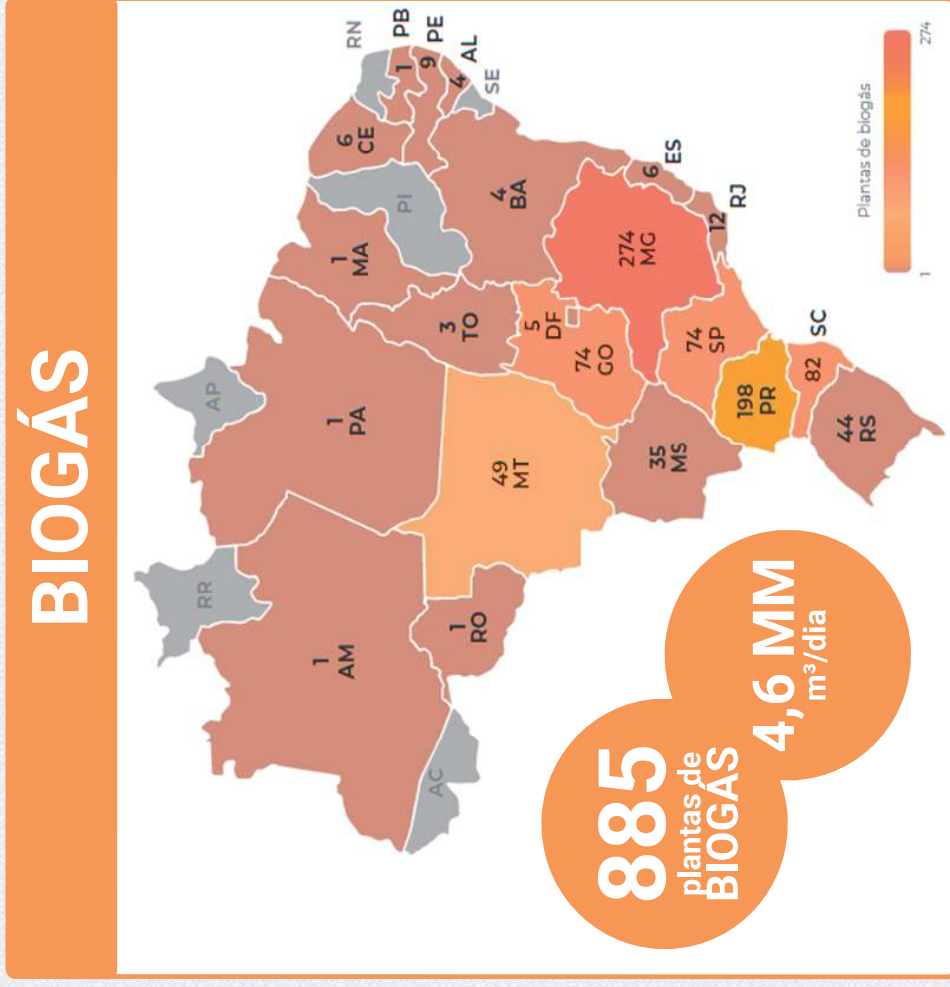 BIOGÁS
RR
AP
1
AM
1
PA
1
MA
6
CE
RN
1
PB
9
PE
4
AL
SE
PI
AC
1
RO
49
MT
3
TO
4
BA
5
DF
74
GO
274
MG
6
ES
12
RJ
35
MS
74
SP
198
PR
82
SC
44
RS
885
plantas de
BIOGÁS
4,6 MM
m³/dia
Plantas de biogás
1
274